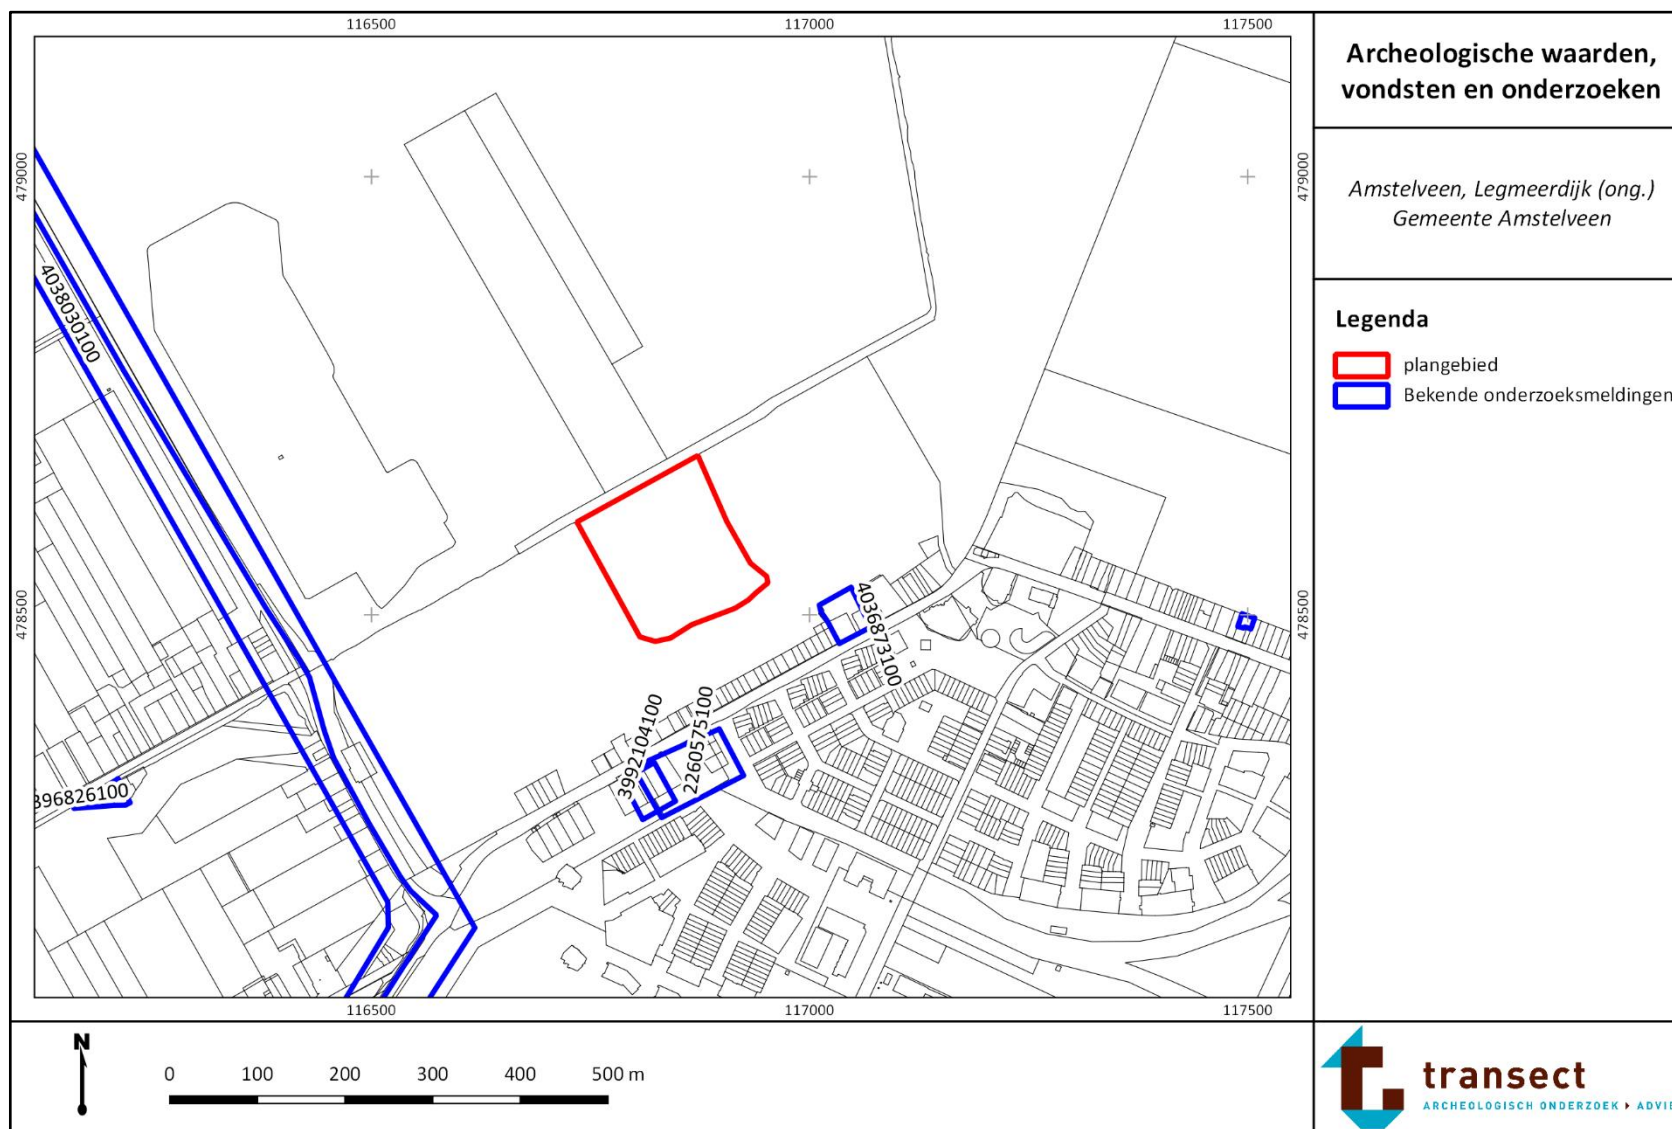 116500
117000
117500
479000
479000
478500
478500
4038030100
396826100
3992104100
2260575100
4036873100
116500
117000
117500
Archeologische waarden,
vondsten en onderzoeken
Amstelveen, Legmeerdijk (ong.)
Gemeente Amstelveen
Legenda
plangebied
Bekende onderzoeksmeldingen
N
0 100 200 300 400 500 m
transect
ARCHEOLOGISCH ONDERZOEK ADVIE